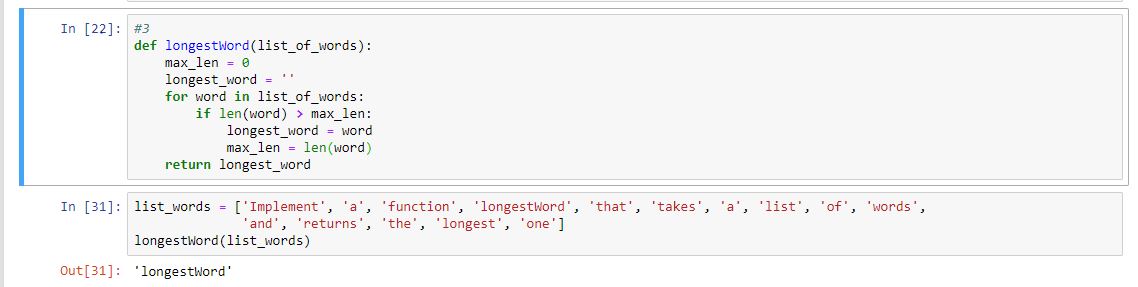 In [22]: #3
def longestWord(list_of_words):
    max_len = 0
    longest_word = ''
    for word in list_of_words:
        if len(word) > max_len:
            longest_word = word
            max_len = len(word)
    return longest_word
In [31]: list_words = ['Implement', 'a', 'function', 'longestWord', 'that', 'takes', 'a', 'list', 'of', 'words',
              'and', 'returns', 'the', 'longest', 'one']
longestWord(list_words)
Out[31]: 'longestWord'